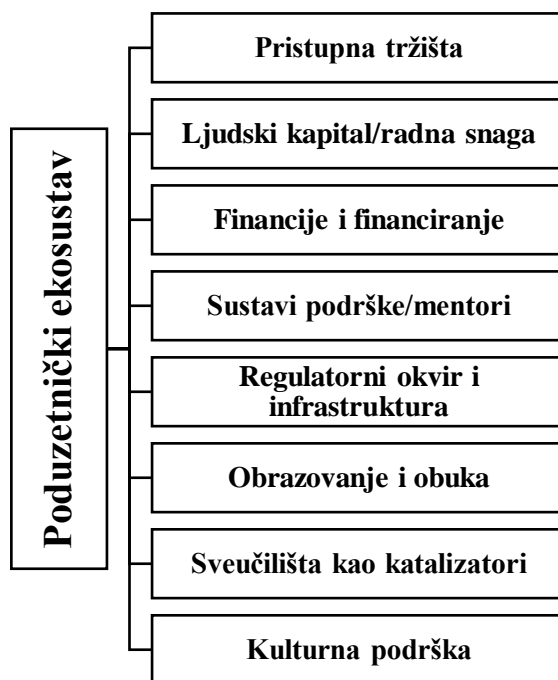 Poduzetnički ekosustav
Pristupna tržišta
Ljudski kapital/radna snaga
Financije i financiranje
Sustavi podrške/mentori
Regulatorni okvir i
infrastruktura
Obrazovanje i obuka
Sveučilišta kao katalizatori
Kulturna podrška